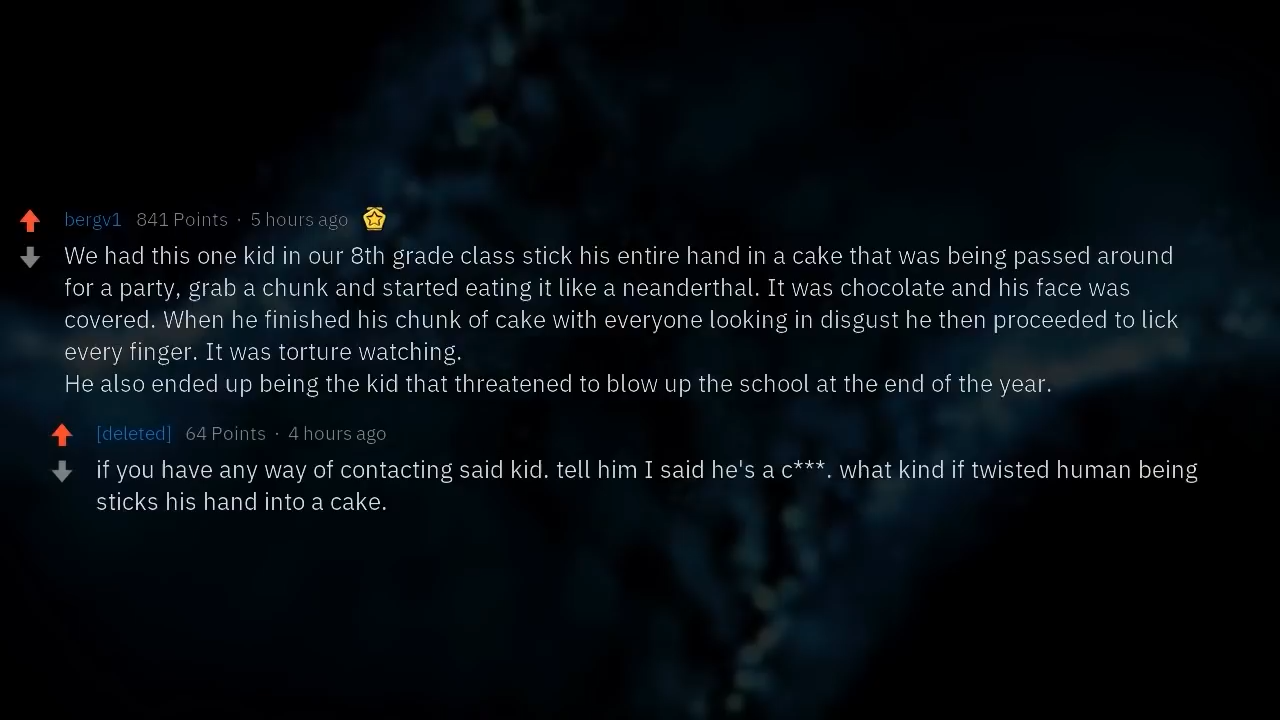 bergv1 841 Points · 5 hours ago
We had this one kid in our 8th grade class stick his entire hand in a cake that was being passed around
for a party, grab a chunk and started eating it like a neanderthal. It was chocolate and his face was
covered. When he finished his chunk of cake with everyone looking in disgust he then proceeded to lick
every finger. It was torture watching.
He also ended up being the kid that threatened to blow up the school at the end of the year.
[deleted] 64 Points · 4 hours ago
if you have any way of contacting said kid. tell him I said he's a c***. what kind if twisted human being
sticks his hand into a cake.